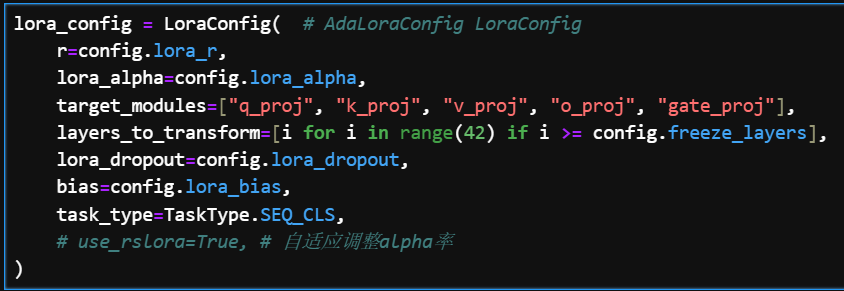 lora_config = LoraConfig(  # AdaLoraConfig LoraConfig
    r=config.lora_r,
    lora_alpha=config.lora_alpha,
    target_modules=["q_proj", "k_proj", "v_proj", "o_proj", "gate_proj"],
    layers_to_transform=[i for i in range(42) if i >= config.freeze_layers],
    lora_dropout=config.lora_dropout,
    bias=config.lora_bias,
    task_type=TaskType.SEQ_CLS,
    # use_rslora=True, # 自适应调整alpha率
)